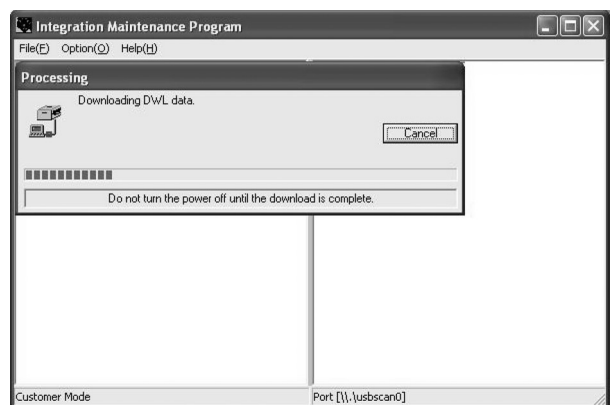 Integration Maintenance Program
File(F) Option(O) Help(H)
Processing
Downloading DWL data.
Cancel
Do not turn the power off until the download is complete.
Customer Mode
Port [\\.\usbscan0]